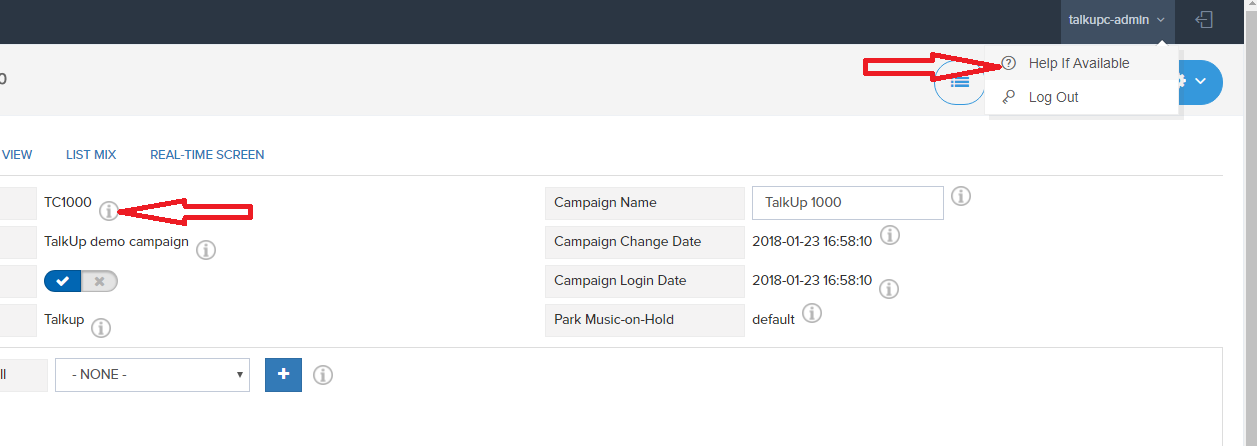 talkupc-admin
0
Help If Available
Log Out
VIEW LIST MIX REAL-TIME SCREEN
TC1000 Campaign Name TalkUp 1000
TalkUp demo campaign Campaign Change Date 2018-01-23 16:58:10
Campaign Login Date 2018-01-23 16:58:10
Talkup Park Music-on-Hold default
ll - NONE -